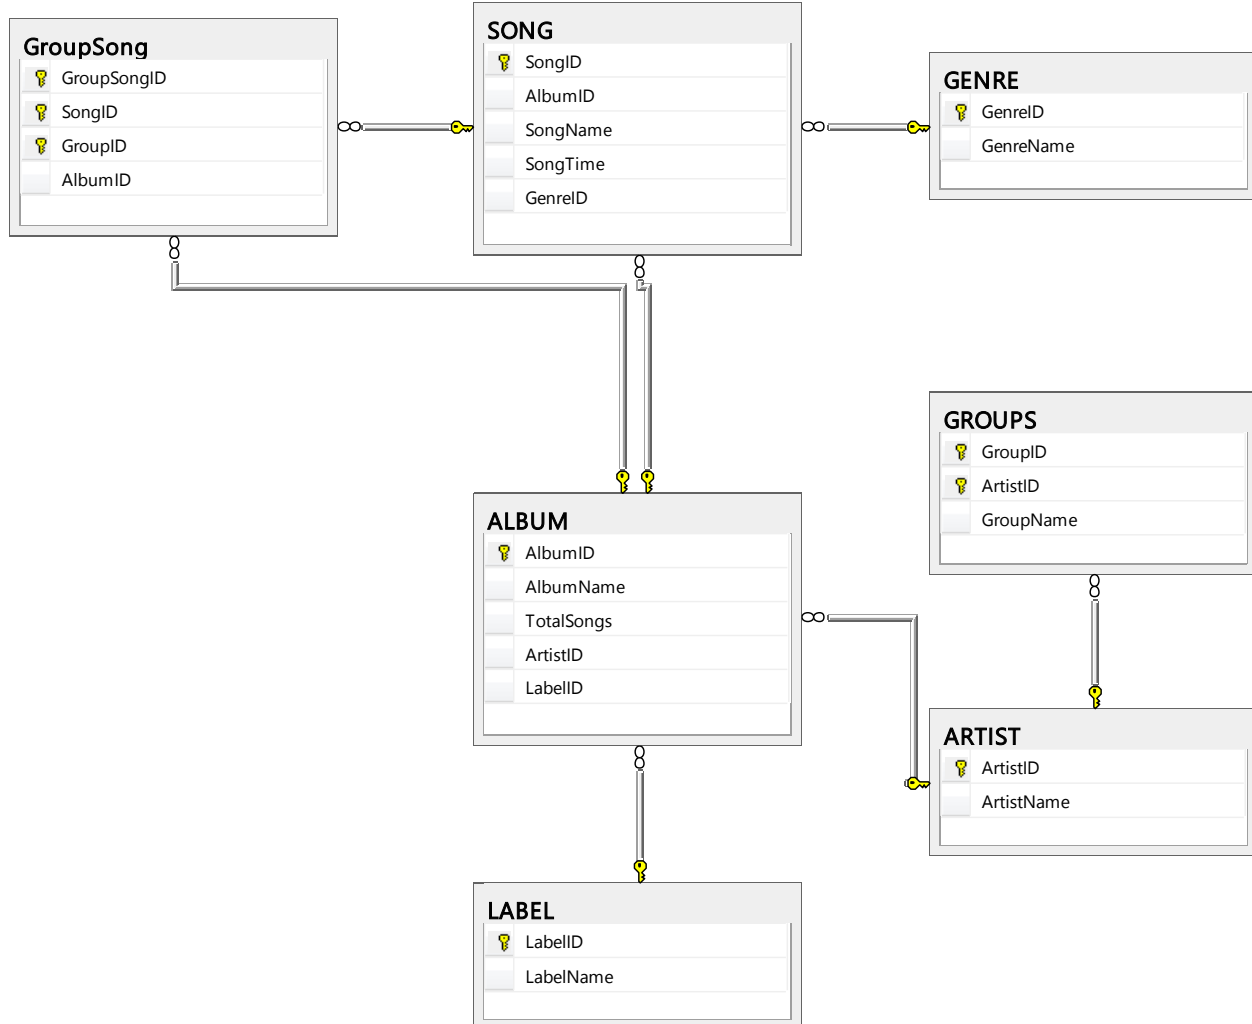 GroupSong
GroupSongID
SongID
GroupID
AlbumID
SONG
SongID
AlbumID
SongName
SongTime
GenreID
GENRE
GenreID
GenreName
GROUPS
GroupID
ArtistID
GroupName
ALBUM
AlbumID
AlbumName
TotalSongs
ArtistID
LabelID
ARTIST
ArtistID
ArtistName
LABEL
LabelID
LabelName